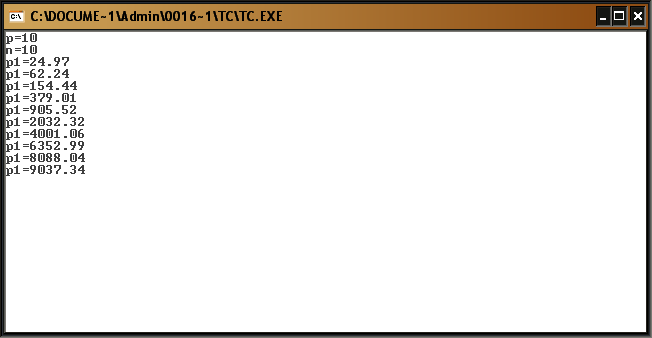 C:\DOCUME~1\Admin\0016~1\TC\TC.EXE
p=10
n=10
p1=24.97
p1=62.24
p1=154.44
p1=379.01
p1=905.52
p1=2032.32
p1=4001.06
p1=6352.99
p1=8088.04
p1=9037.34